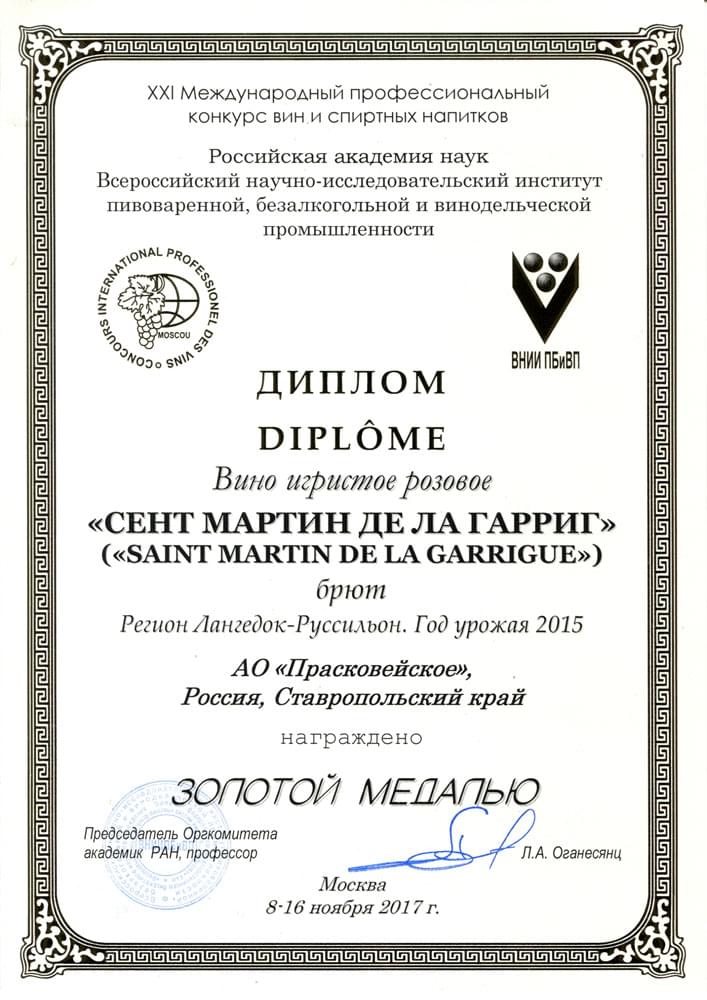 XXI Международный профессиональный
конкурс вин и спиртных напитков
Российская академия наук
Всероссийский научно-исследовательский институт
пивоваренной, безалкогольной и винодельческой
промышленности
CONCOURS INTERNATIONAL PROFESSIONEL DES VINS
MOSCOU
ВНИИ ПБиВП
ДИПЛОМ
DIPLÔME
Вино игристое розовое
«СЕНТ МАРТИН ДЕ ЛА ГАРРИГ»
(«SAINT MARTIN DE LA GARRIGUE»)
брют
Регион Лангедок-Руссильон. Год урожая 2015
АО «Прасковейское»,
Россия, Ставропольский край
награждено
ЗОЛОТОЙ МЕДАЛЬЮ
Председатель Оргкомитета
академик РАН, профессор
Л.А. Оганесянц
Москва
8-16 ноября 2017 г.